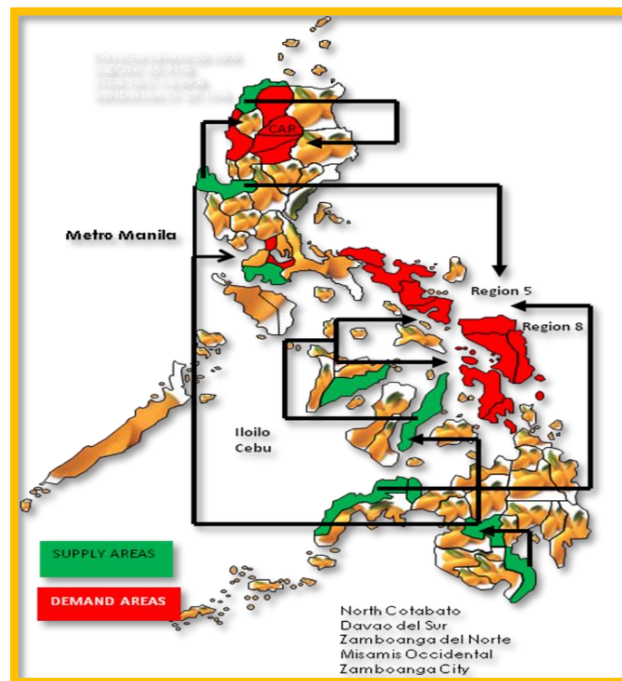 CAR
Metro Manila
Region 5
Region 8
Iloilo
Cebu
SUPPLY AREAS
DEMAND AREAS
North Cotabato
Davao del Sur
Zamboanga del Norte
Misamis Occidental
Zamboanga City